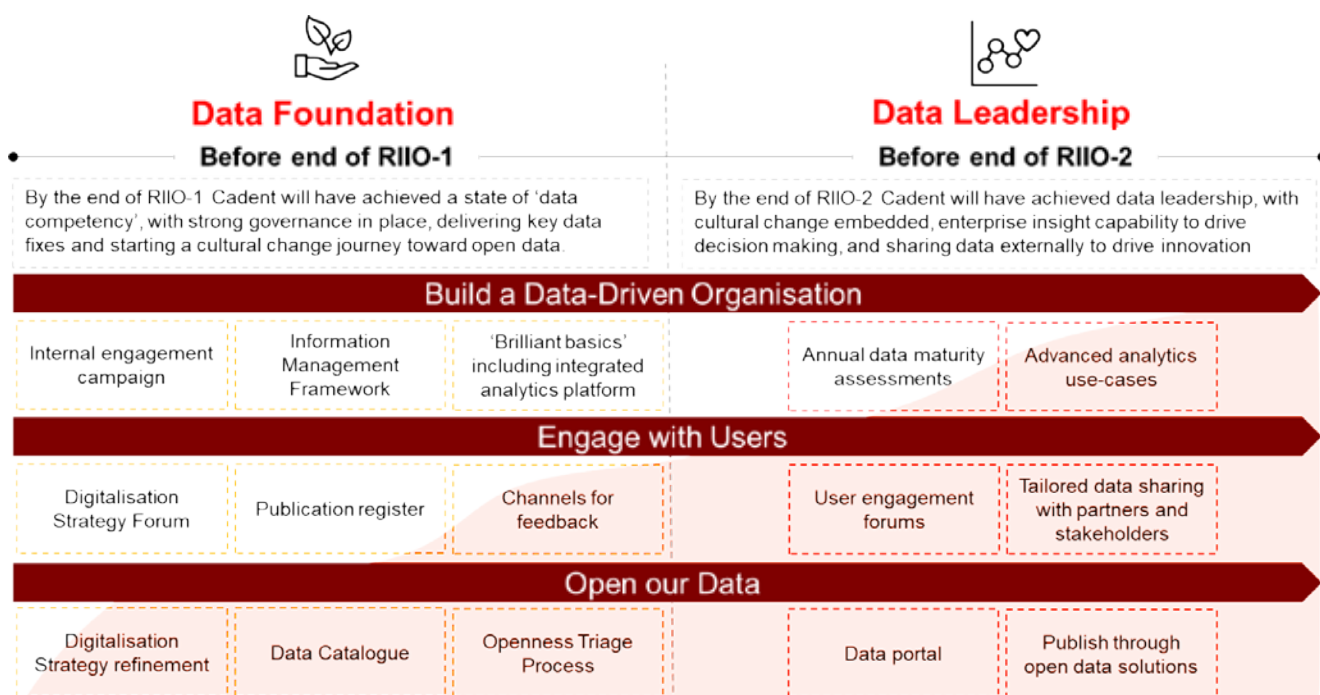 Data Foundation
Data Leadership
Before end of RIIO-1
Before end of RIIO-2
By the end of RIIO-1 Cadent will have achieved a state of ‘data
competency’, with strong governance in place, delivering key data
fixes and starting a cultural change journey toward open data.
By the end of RIIO-2 Cadent will have achieved data leadership, with
cultural change embedded, enterprise insight capability to drive
decision making, and sharing data externally to drive innovation
Build a Data-Driven Organisation
Internal engagement
campaign
Information
Management
Framework
‘Brilliant basics’
including integrated
analytics platform
Annual data maturity
assessments
Advanced analytics
use-cases
Engage with Users
Digitalisation
Strategy Forum
Publication register
Channels for
feedback
User engagement
forums
Tailored data sharing
with partners and
stakeholders
Open our Data
Digitalisation
Strategy refinement
Data Catalogue
Openness Triage
Process
Data portal
Publish through
open data solutions